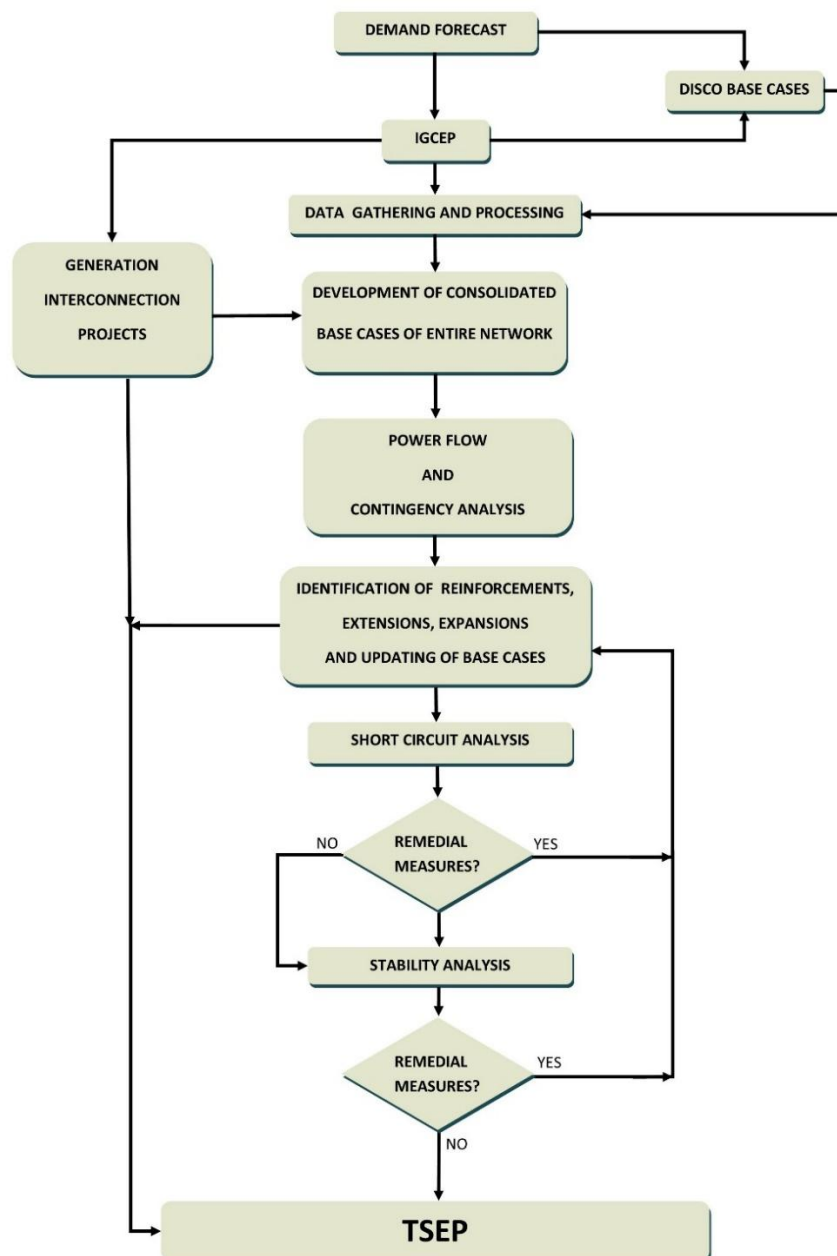 DEMAND FORECAST
DISCO BASE CASES
IGCEP
DATA GATHERING AND PROCESSING
GENERATION
INTERCONNECTION
PROJECTS
DEVELOPMENT OF CONSOLIDATED
BASE CASES OF ENTIRE NETWORK
POWER FLOW
AND
CONTINGENCY ANALYSIS
IDENTIFICATION OF REINFORCEMENTS,
EXTENSIONS, EXPANSIONS
AND UPDATING OF BASE CASES
SHORT CIRCUIT ANALYSIS
NO
REMEDIAL
MEASURES?
YES
STABILITY ANALYSIS
REMEDIAL
MEASURES?
YES
NO
TSEP